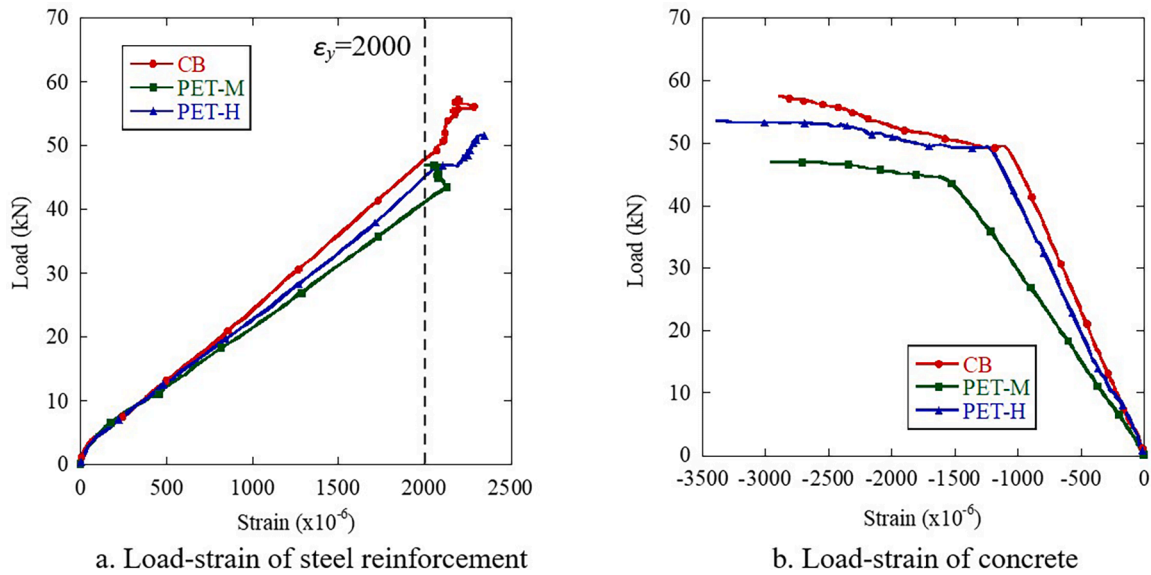 70
60
50
40
30
20
10
0
Load (kN)
εy=2000
CB
PET-M
PET-H
0
500
1000
1500
2000
2500
Strain (x10-6)
a. Load-strain of steel reinforcement
70
60
50
40
30
20
10
0
Load (kN)
CB
PET-M
PET-H
-3500
-3000
-2500
-2000
-1500
-1000
-500
0
Strain (x10-6)
b. Load-strain of concrete